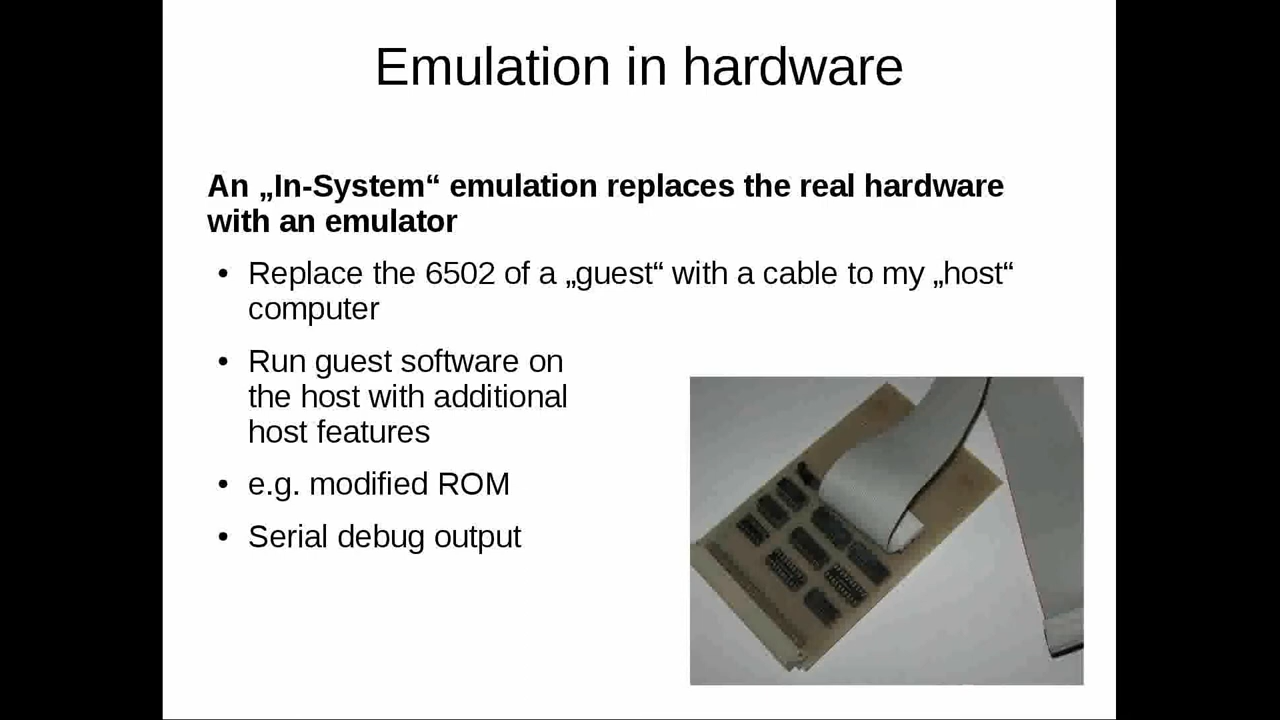 Emulation in hardware
An „In-System“ emulation replaces the real hardware
with an emulator
• Replace the 6502 of a „guest“ with a cable to my „host“
computer
• Run guest software on
the host with additional
host features
• e.g. modified ROM
• Serial debug output